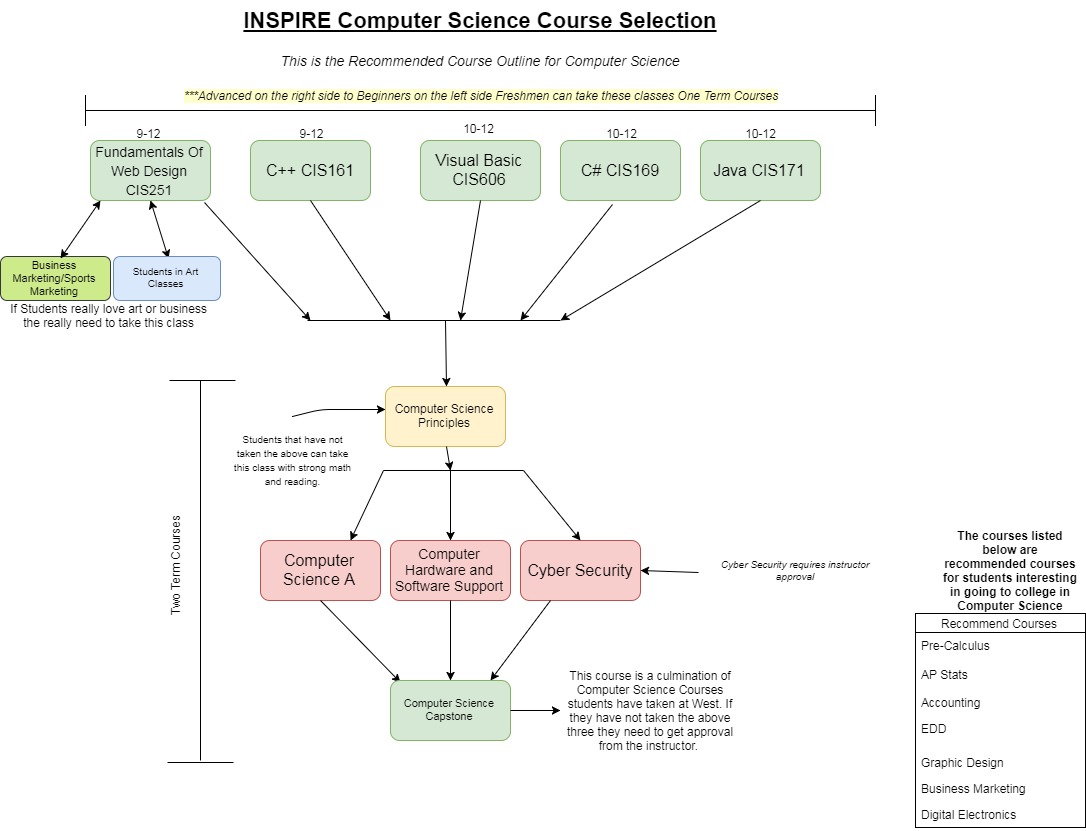 INSPIRE Computer Science Course Selection
This is the Recommended Course Outline for Computer Science
***Advanced on the right side to Beginners on the left side Freshmen can take these classes One Term Courses
9-12
Fundamentals Of
Web Design
CIS251
9-12
C++ CIS161
10-12
Visual Basic
CIS606
10-12
C# CIS169
10-12
Java CIS171
Business
Marketing/Sports
Marketing
Students in Art
Classes
If Students really love art or business
the really need to take this class
Computer Science
Principles
Students that have not
taken the above can take
this class with strong math
and reading.
Two Term Courses
Computer
Science A
Computer
Hardware and
Software Support
Cyber Security
Cyber Security requires instructor
approval
Computer Science
Capstone
This course is a culmination of
Computer Science Courses
students have taken at West. If
they have not taken the above
three they need to get approval
from the instructor.
The courses listed
below are
recommended courses
for students interesting
in going to college in
Computer Science
Recommend Courses
Pre-Calculus
AP Stats
Accounting
EDD
Graphic Design
Business Marketing
Digital Electronics